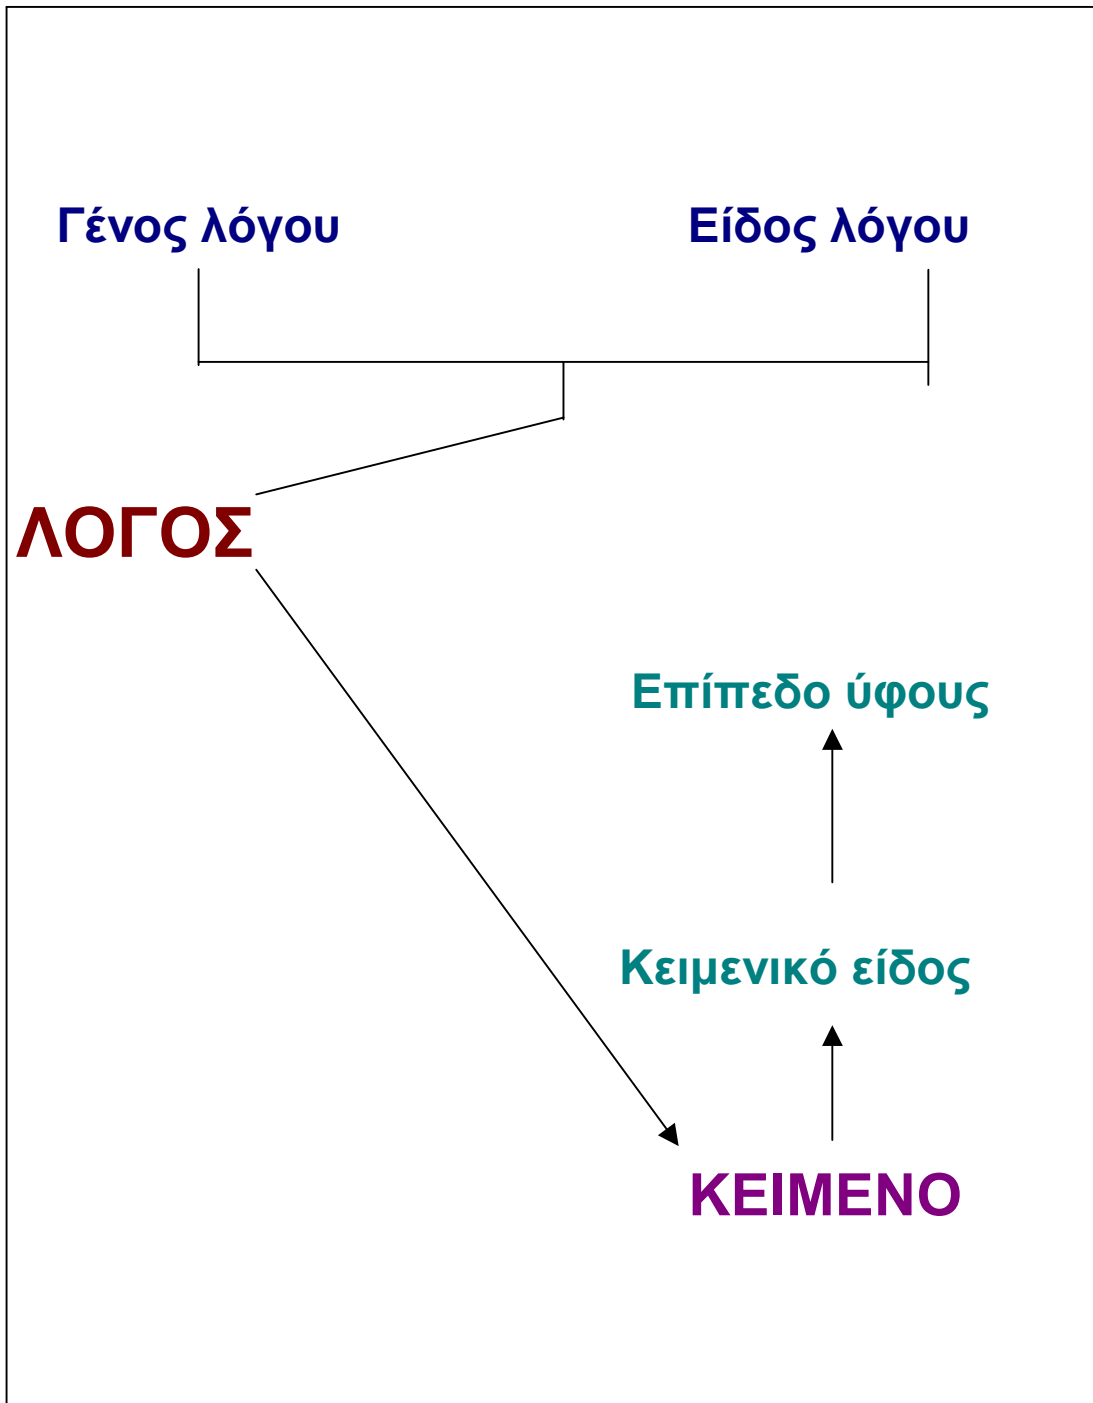 Γένος λόγου
Είδος λόγου
ΛΟΓΟΣ
Επίπεδο ύφους
Κειμενικό είδος
ΚΕΙΜΕΝΟ